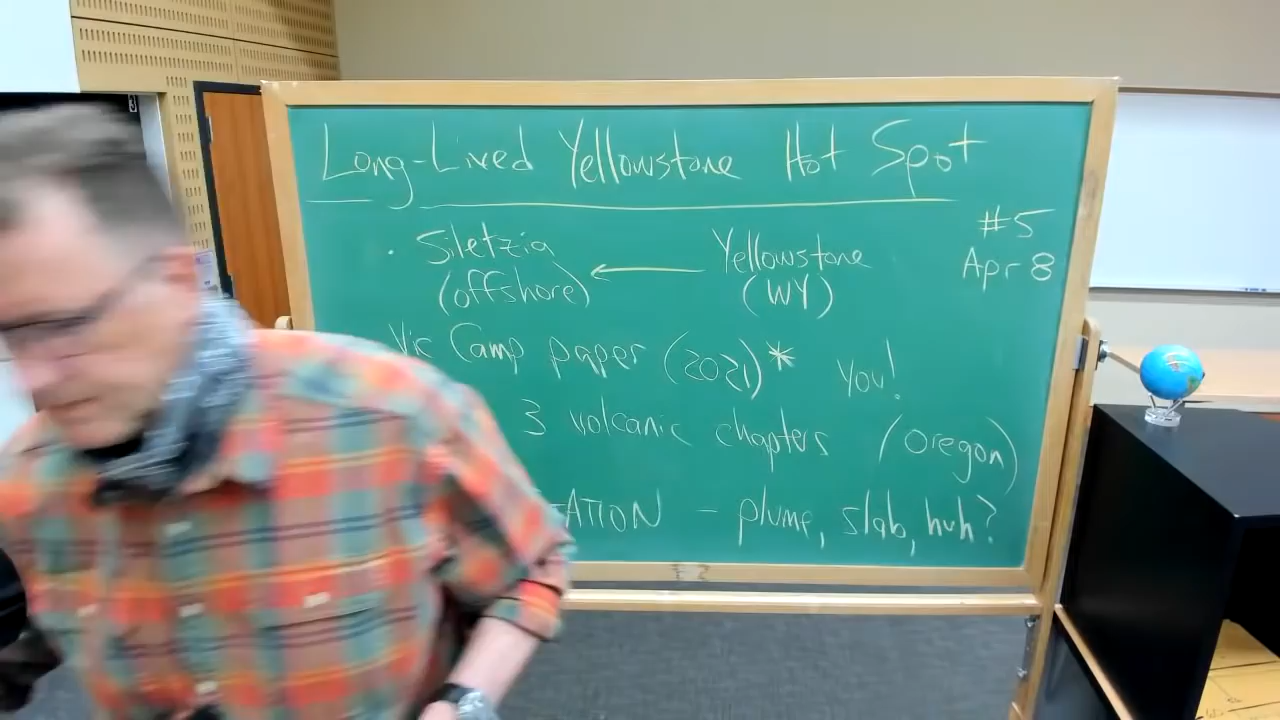 Long-Lived Yellowstone Hot Spot
#5
Apr 8
• Siletzia ← Yellowstone
(offshore) (WY)
Vic Camp paper (2021)* You!
3 volcanic chapters (Oregon)
TATION - plume, slab, huh?